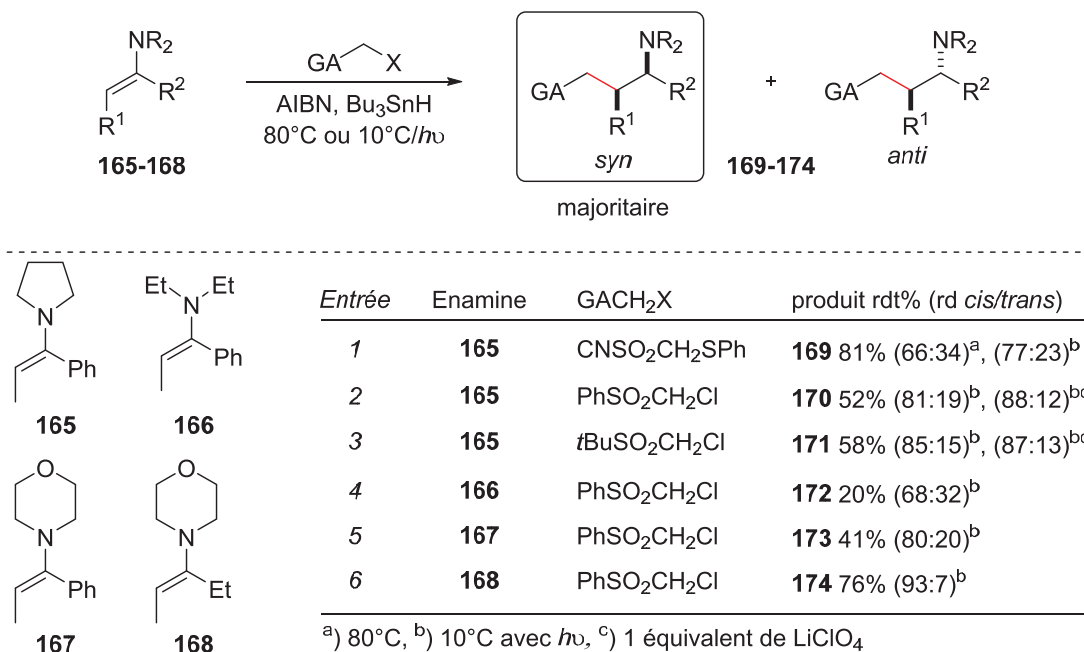 NR2
R2
R1
165-168
GA X
AIBN, Bu3SnH
80°C ou 10°C/hυ
NR2
GA
R2
R1
syn
majoritaire
+
169-174
NR2
GA
R2
R1
anti
N
Ph
165
Et Et
N
Ph
166
O
N
Ph
167
O
N
Et
168
Entrée Enamine GACH2X produit rdt% (rd cis/trans)
1 165 CNSO2CH2SPh 169 81% (66:34)a, (77:23)b
2 165 PhSO2CH2Cl 170 52% (81:19)b, (88:12)bc
3 165 tBuSO2CH2Cl 171 58% (85:15)b, (87:13)bc
4 166 PhSO2CH2Cl 172 20% (68:32)b
5 167 PhSO2CH2Cl 173 41% (80:20)b
6 168 PhSO2CH2Cl 174 76% (93:7)b
a) 80°C, b) 10°C avec hυ, c) 1 équivalent de LiClO4